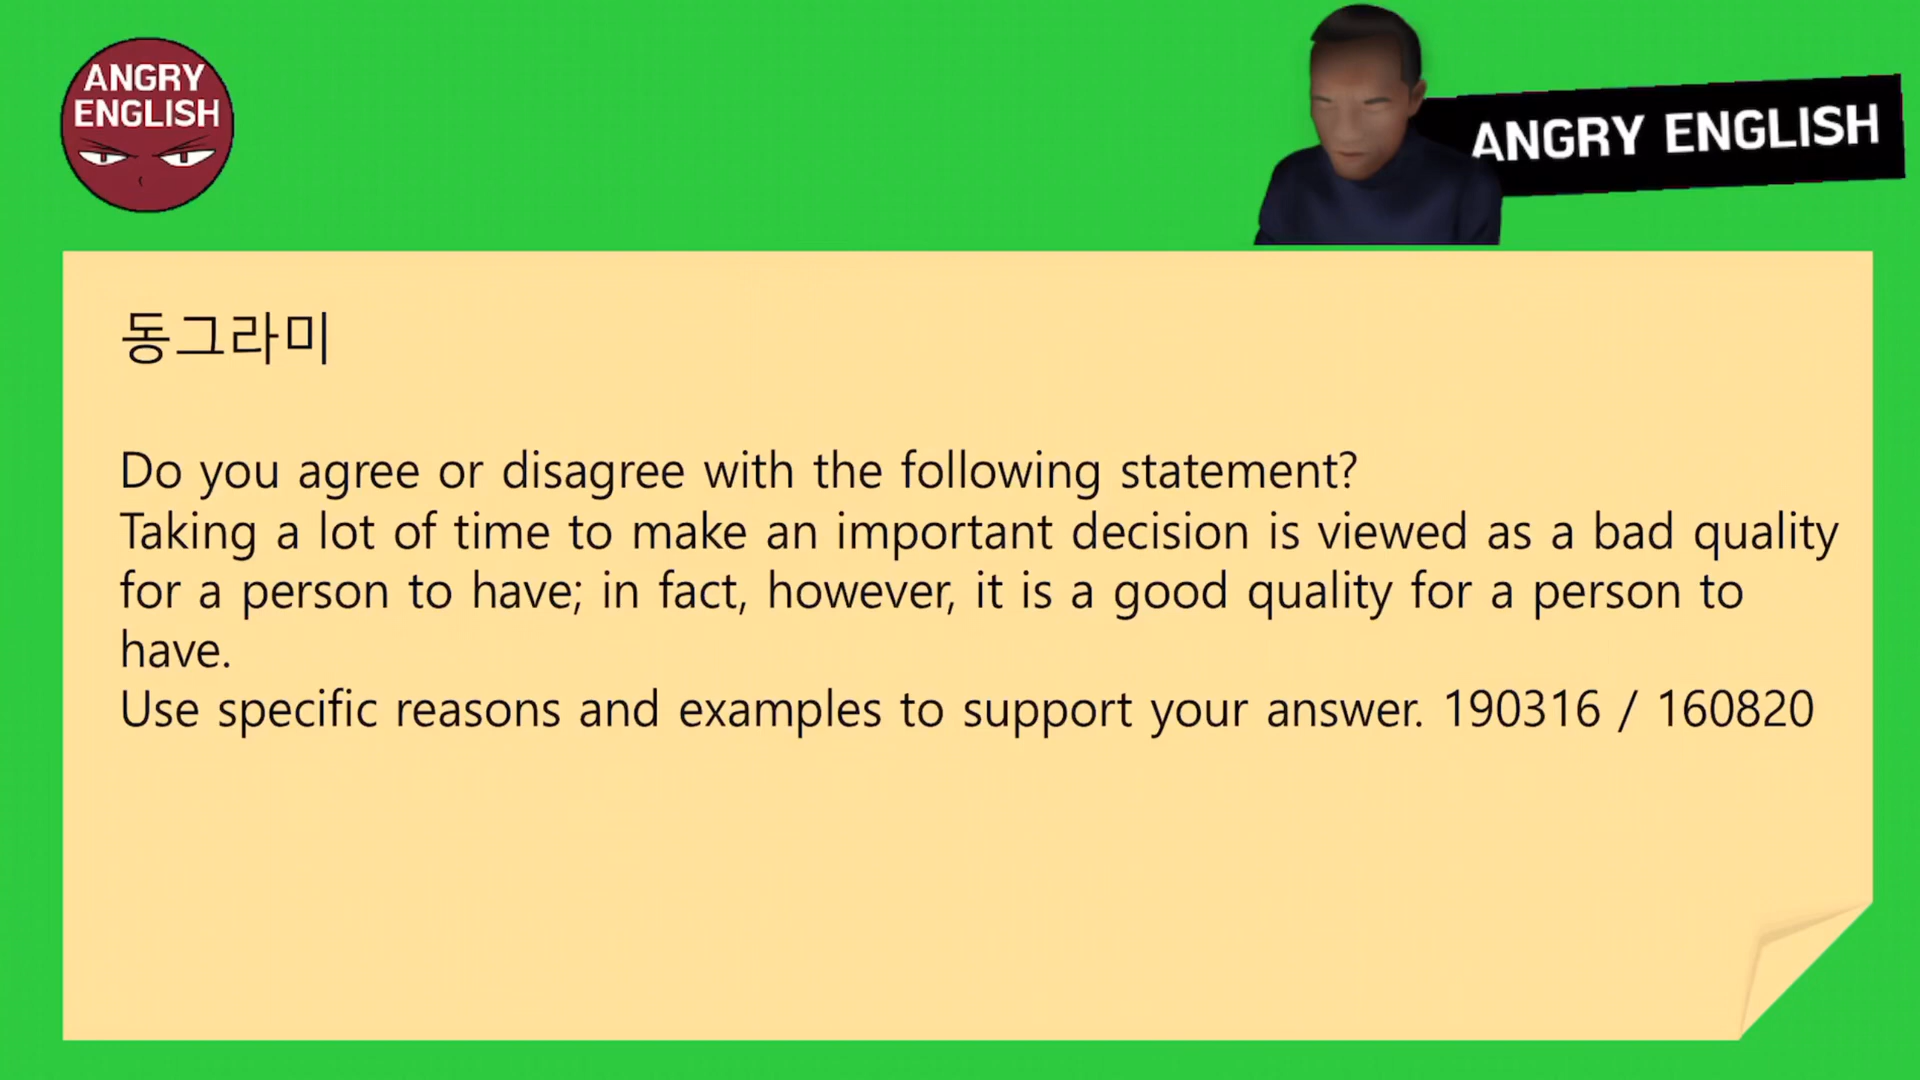 ANGRY
ENGLISH
ANGRY ENGLISH
동그라미
Do you agree or disagree with the following statement?
Taking a lot of time to make an important decision is viewed as a bad quality
for a person to have; in fact, however, it is a good quality for a person to
have.
Use specific reasons and examples to support your answer. 190316 / 160820